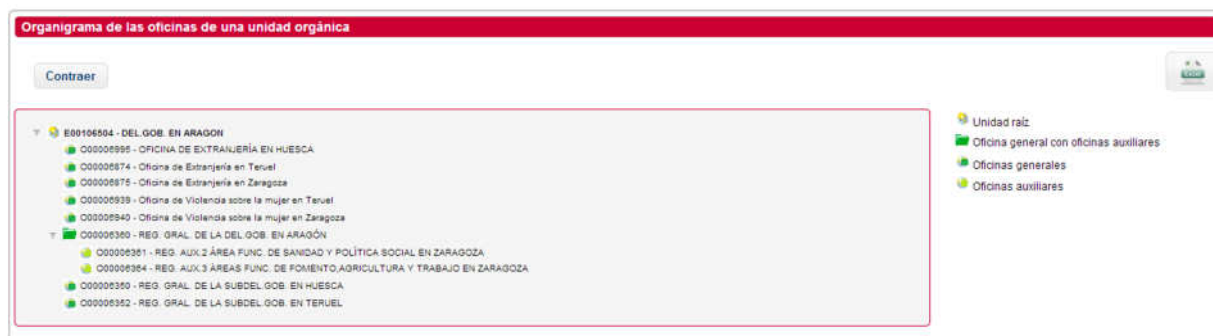 Organigrama de las oficinas de una unidad orgánica
Contraer
E00106504 - DEL.GOB. EN ARAGON
O00006995 - OFICINA DE EXTRANJERÍA EN HUESCA
O00006874 - Oficina de Extranjería en Teruel
O00006875 - Oficina de Extranjería en Zaragoza
O00006939 - Oficina de Violencia sobre la mujer en Teruel
O00006940 - Oficina de Violencia sobre la mujer en Zaragoza
O00006360 - REG. GRAL. DE LA DEL.GOB. EN ARAGÓN
O00006361 - REG. AUX.2 ÁREA FUNC. DE SANIDAD Y POLÍTICA SOCIAL EN ZARAGOZA
O00006364 - REG. AUX.3 ÁREAS FUNC. DE FOMENTO,AGRICULTURA Y TRABAJO EN ZARAGOZA
O00006350 - REG. GRAL. DE LA SUBDEL.GOB. EN HUESCA
O00006352 - REG. GRAL. DE LA SUBDEL.GOB. EN TERUEL
Unidad raíz
Oficina general con oficinas auxiliares
Oficinas generales
Oficinas auxiliares